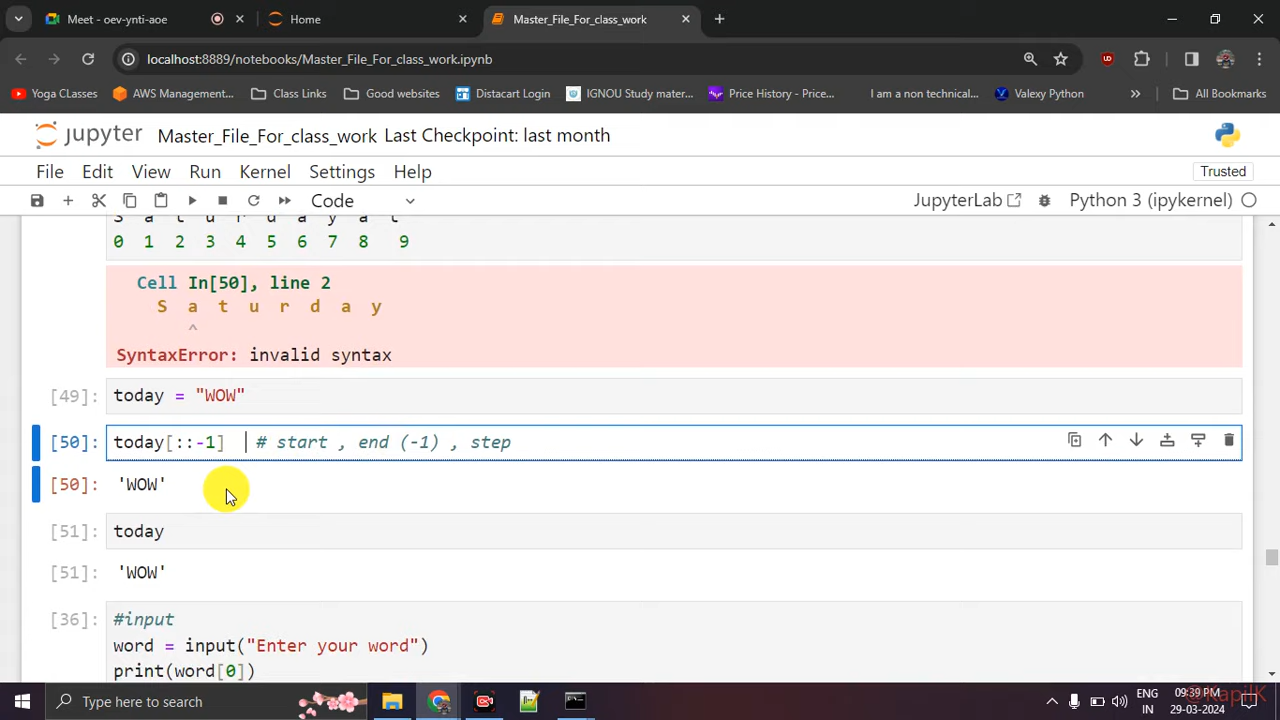 Meet - oev-ynti-aoe
Home
Master_File_For_class_work
localhost:8889/notebooks/Master_File_For_class_work.ipynb
Yoga CLasses
AWS Management...
Class Links
Good websites
Distacart Login
IGNOU Study mater...
Price History - Price...
I am a non technical...
Valexy Python
All Bookmarks
jupyter Master_File_For_class_work Last Checkpoint: last month
File Edit View Run Kernel Settings Help
Trusted
Code
JupyterLab
Python 3 (ipykernel)
S a t u r d a y a t
0 1 2 3 4 5 6 7 8 9
Cell In[50], line 2
S a t u r d a y
^
SyntaxError: invalid syntax
[49]: today = "WOW"
[50]: today[::-1] # start , end (-1) , step
[50]: 'WOW'
[51]: today
[51]: 'WOW'
[36]: #input
word = input("Enter your word")
print(word[0])
Type here to search
ENG
IN
09:39 PM
29-03-2024
@KapilK